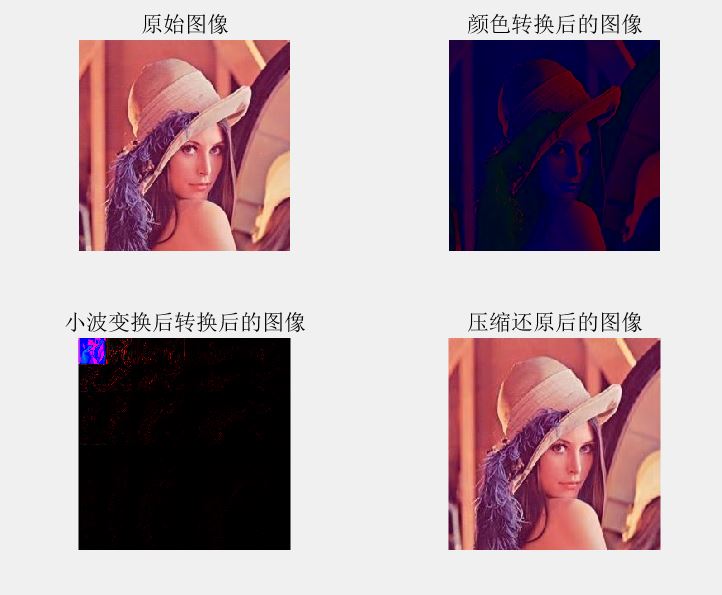 原始图像
颜色转换后的图像
小波变换后转换后的图像
压缩还原后的图像